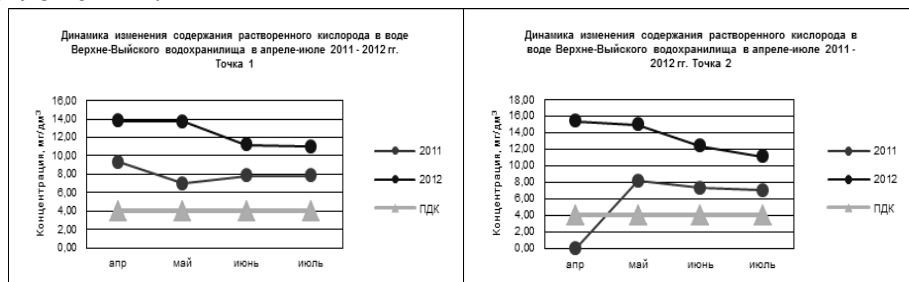 Динамика изменения содержания растворенного кислорода в воде
Верхне-Выйского водохранилища в апреле-июле 2011 - 2012 гг.
Точка 1
Концентрация, мг/дм³
16,00
14,00
12,00
10,00
8,00
6,00
4,00
2,00
0,00
апр
май
июнь
июль
2011
2012
ПДК
Динамика изменения содержания растворенного кислорода в
воде Верхне-Выйского водохранилища в апреле-июле 2011 -
2012 гг. Точка 2
Концентрация, мг/дм³
18,00
16,00
14,00
12,00
10,00
8,00
6,00
4,00
2,00
0,00
апр
май
июнь
июль
2011
2012
ПДК